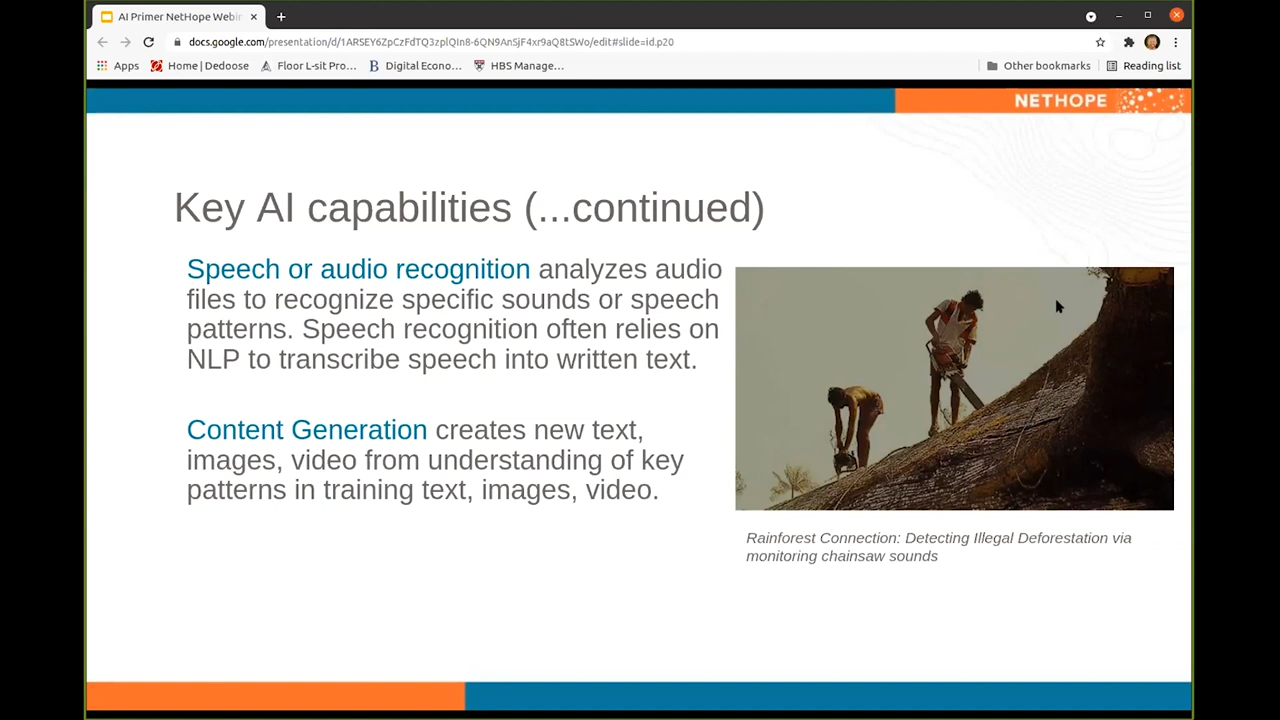 AI Primer NetHope Webin
docs.google.com/presentation/d/1ARSEY6ZpCzFdTQ3zplQIn8-6QN9AnSjF4xr9aQ8tSWo/edit#slide=id.p20
Apps Home | Dedoose Floor L-sit Pro... Digital Econo... HBS Manage... Other bookmarks Reading list
NETHOPE
Key AI capabilities (...continued)
Speech or audio recognition analyzes audio
files to recognize specific sounds or speech
patterns. Speech recognition often relies on
NLP to transcribe speech into written text.
Content Generation creates new text,
images, video from understanding of key
patterns in training text, images, video.
Rainforest Connection: Detecting Illegal Deforestation via
monitoring chainsaw sounds